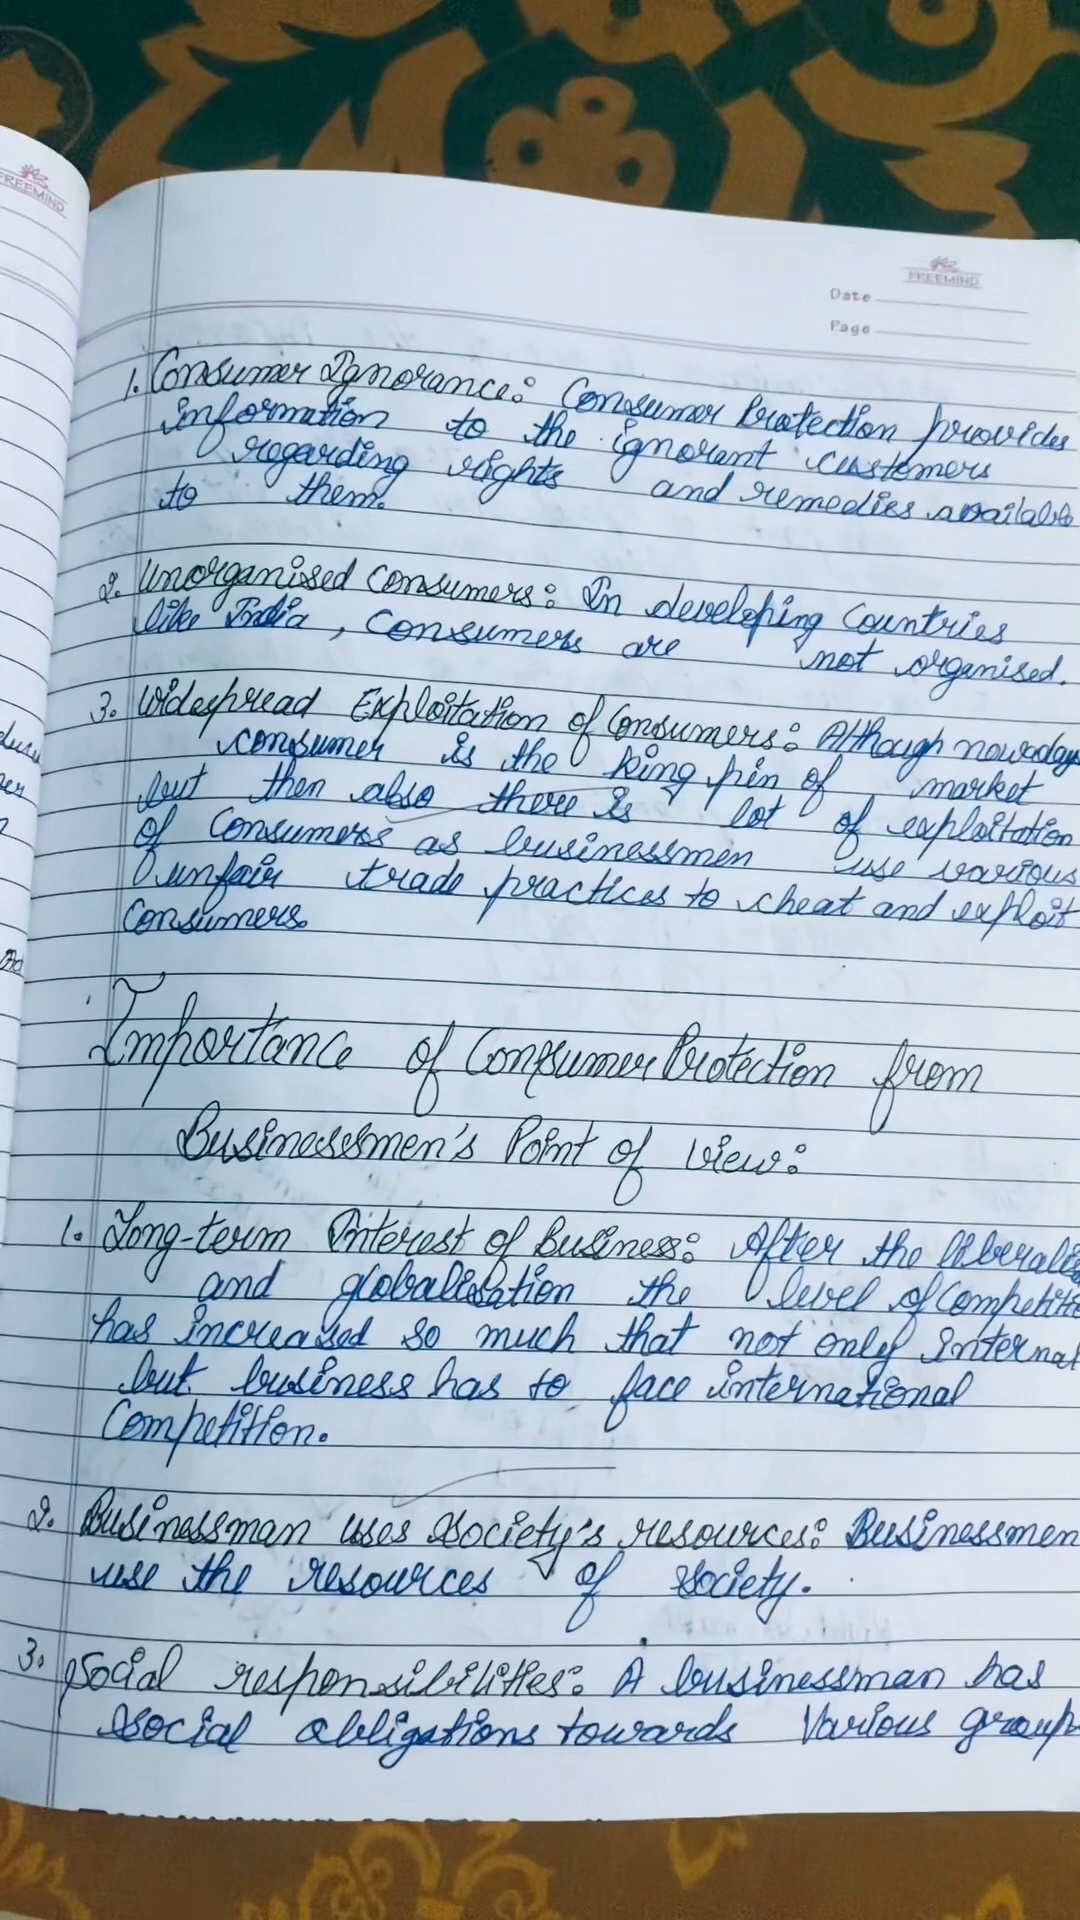 FREEMIND
FREEMIND
Date
Page
1. Consumer Ignorance: Consumer Protection provides
information to the ignorant customers
regarding rights and remedies available
to them.
2. Unorganised Consumers: In developing Countries
like India, Consumers are not organised.
3. Widespread Exploitation of Consumers: Although nowadays
consumer is the king pin of market
but then also there is lot of exploitation
of Consumers as businessmen use various
unfair trade practices to cheat and exploit
Consumers.
Importance of Consumer Protection from
Businessmen's Point of View:
1. Long-term Interest of Business: After the liberalis
and globalisation the level of Competiti
has increased so much that not only internal
but business has to face international
Competition.
2. Businessman uses Society's resources: Businessmen
use the resources of society.
3. Social responsibilities: A businessman has
social obligations towards various group